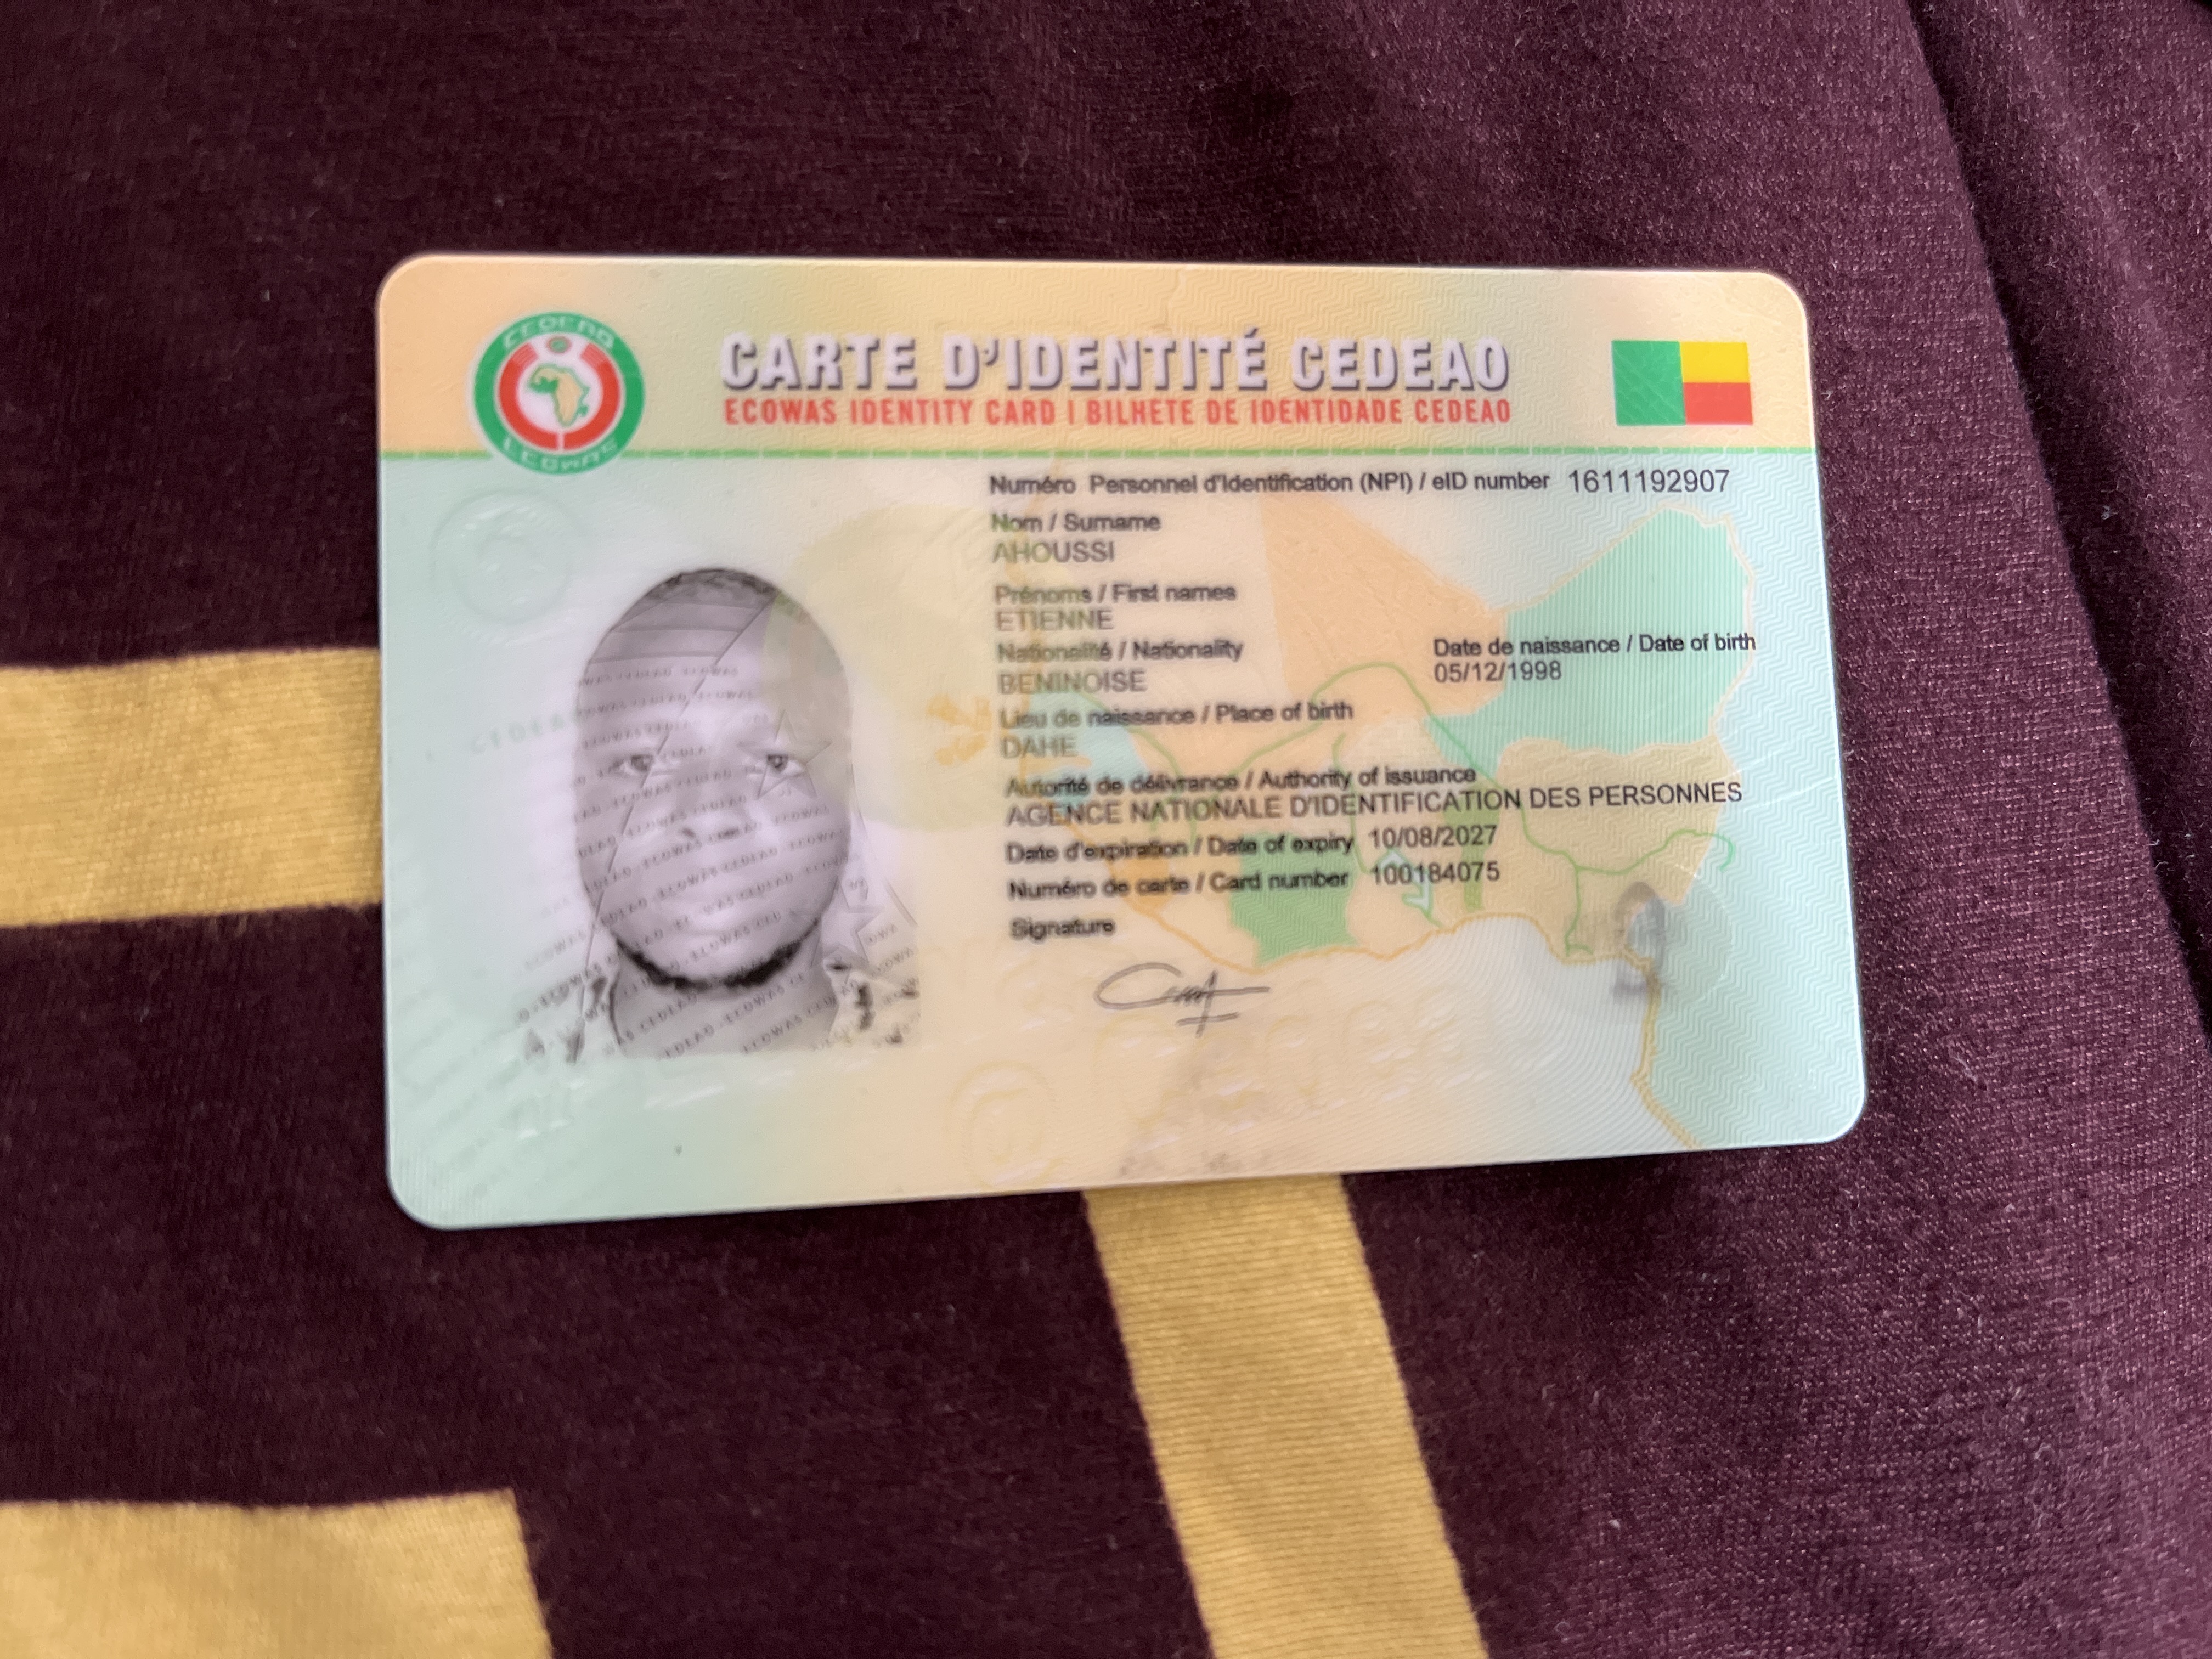 CARTE D'IDENTITÉ CEDEAO
ECOWAS IDENTITY CARD | BILHETE DE IDENTIDADE CEDEAO
CEDEAO
ECOWAS
Numéro Personnel d'Identification (NPI) / eID number 1611192907
Nom / Surname
AHOUSSI
Prénoms / First names
ETIENNE
Nationalité / Nationality
BENINOISE
Date de naissance / Date of birth
05/12/1998
Lieu de naissance / Place of birth
DAHE
Autorité de délivrance / Authority of issuance
AGENCE NATIONALE D'IDENTIFICATION DES PERSONNES
Date d'expiration / Date of expiry 10/08/2027
Numéro de carte / Card number 100184075
Signature